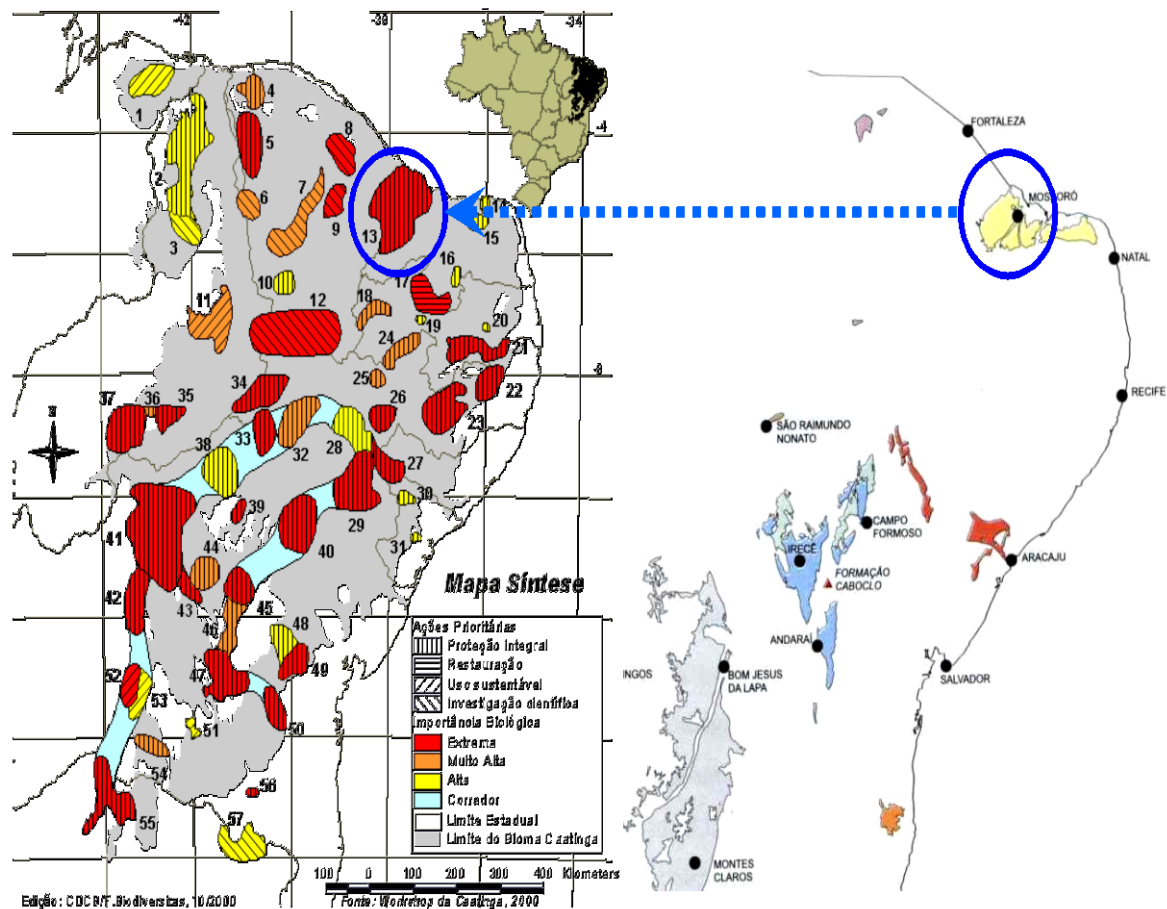 -42
-38
-34
1
2
3
4
5
6
7
8
9
13
-4
14
15
10
16
11
12
17
18
19
20
24
21
25
22
34
37
36
35
26
23
33
38
32
28
27
39
30
29
41
40
31
44
42
43
45
46
48
47
49
52
53
51
50
54
56
55
57
-8
N
Mapa Síntese
Ações Prioritárias
Proteção integral
Restauração
Uso sustentável
Investigação científica
Importância Biológica
Extrema
Muito Alta
Alta
Corredor
Limite Estadual
Limite do Bioma Caatinga
100 0 100 200 300 400 Kilometers
Edição: CDCB/F.Biodiversitas, 10/2000
Fonte: Workshop da Caatinga, 2000
FORTALEZA
MOSSORÓ
NATAL
RECIFE
SÃO RAIMUNDO
NONATO
CAMPO
FORMOSO
IRECÊ
ARACAJU
FORMAÇÃO
CABOCLO
ANDARAÍ
BOM JESUS
DA LAPA
INGOS
SALVADOR
MONTES
CLAROS